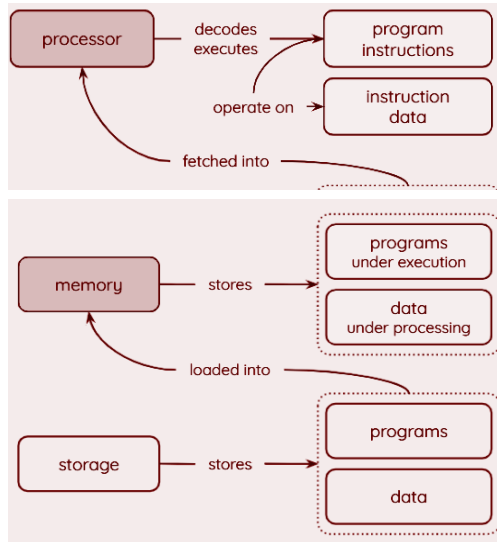 processor
decodes
executes
program
instructions
operate on
instruction
data
fetched into
programs
under execution
memory
stores
data
under processing
loaded into
programs
storage
stores
data